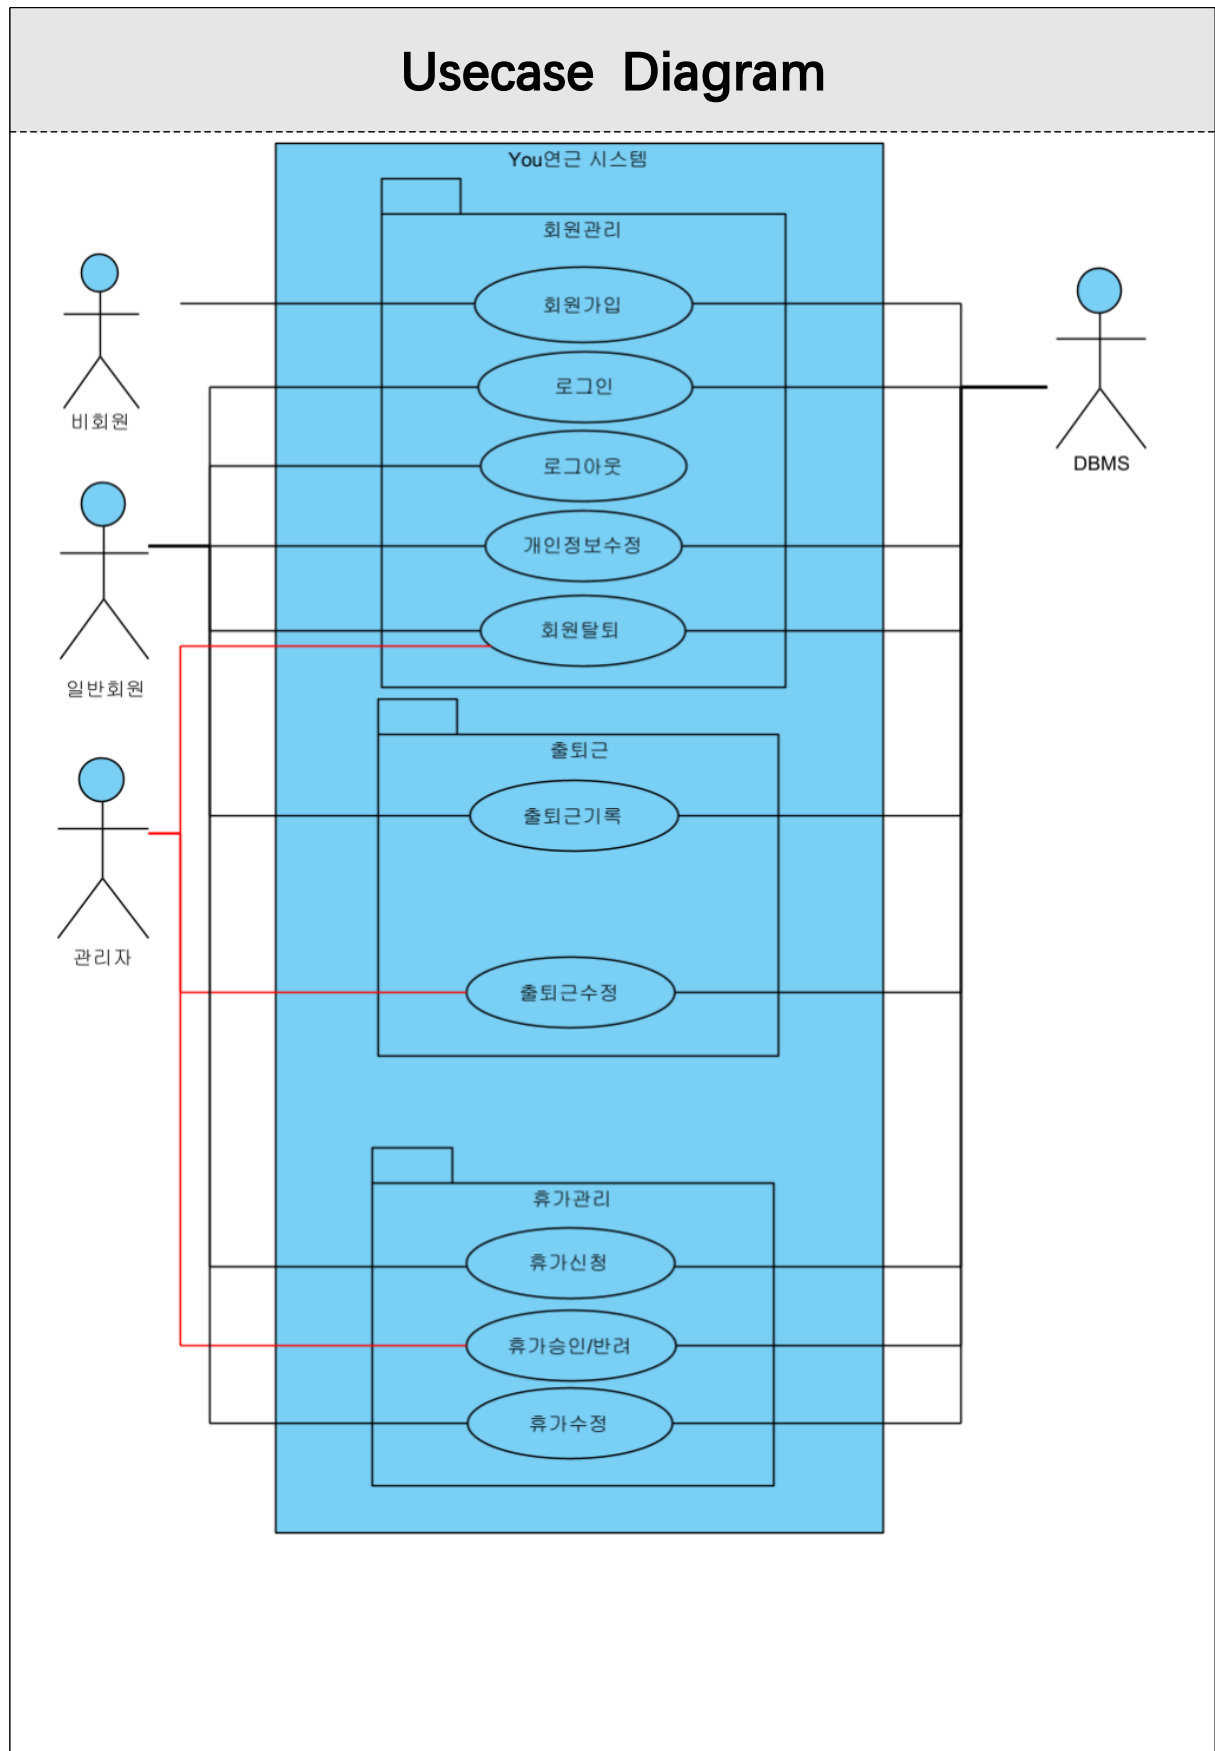 Usecase Diagram
You연근 시스템
회원관리
회원가입
로그인
로그아웃
개인정보수정
회원탈퇴
비회원
일반회원
관리자
DBMS
출퇴근
출퇴근기록
출퇴근수정
휴가관리
휴가신청
휴가승인/반려
휴가수정